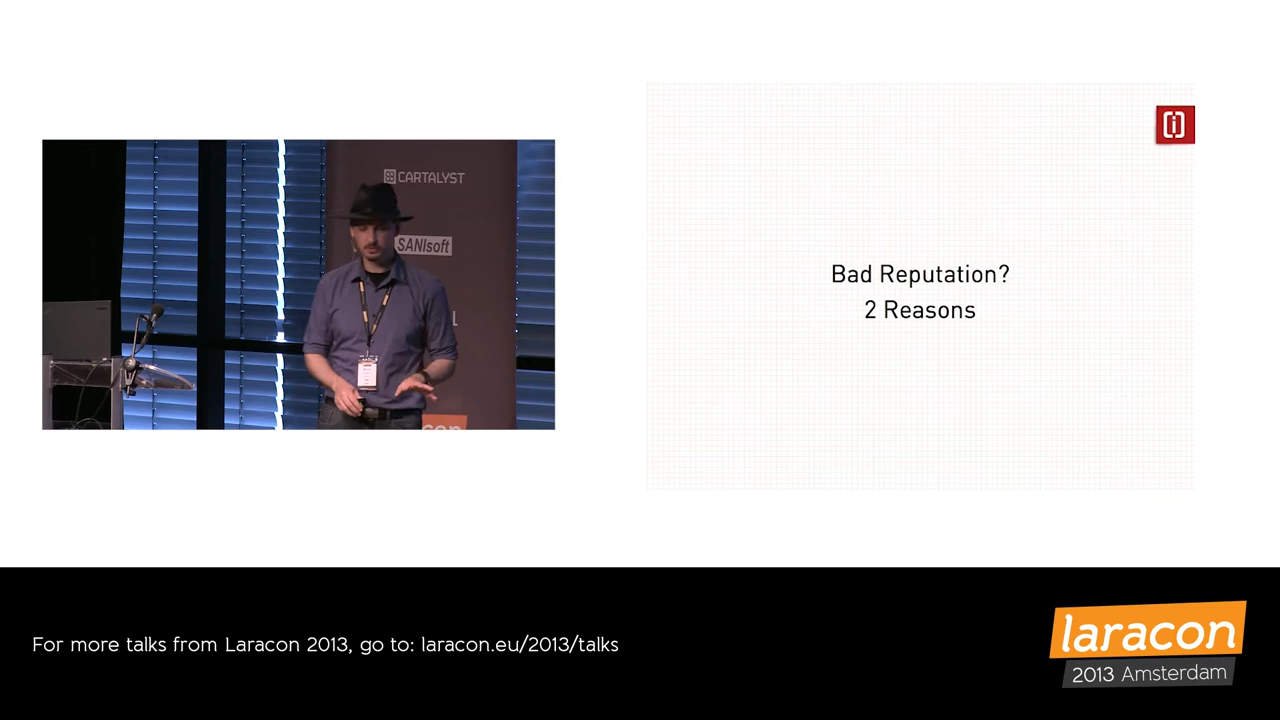 CARTALYST
SANIsoft
Bad Reputation?
2 Reasons
For more talks from Laracon 2013, go to: laracon.eu/2013/talks
laracon
2013 Amsterdam